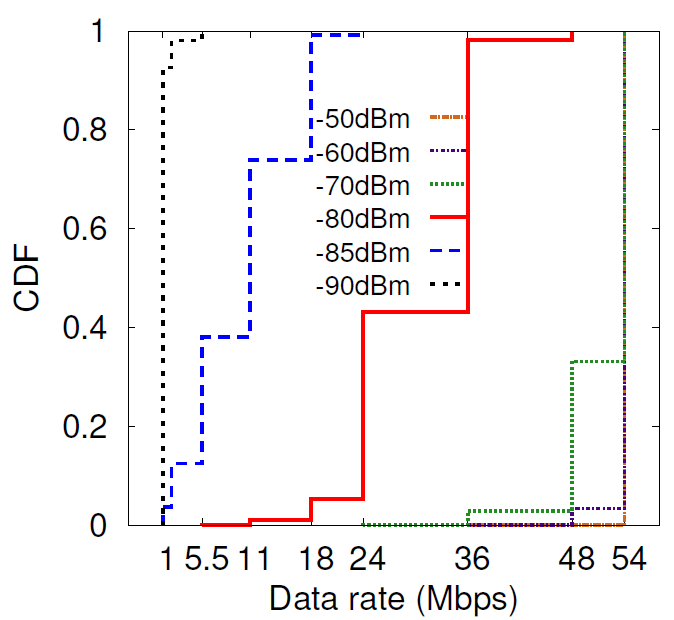 1
0.8
0.6
0.4
0.2
0
CDF
-50dBm
-60dBm
-70dBm
-80dBm
-85dBm
-90dBm
1 5.5 11 18 24 36 48 54
Data rate (Mbps)